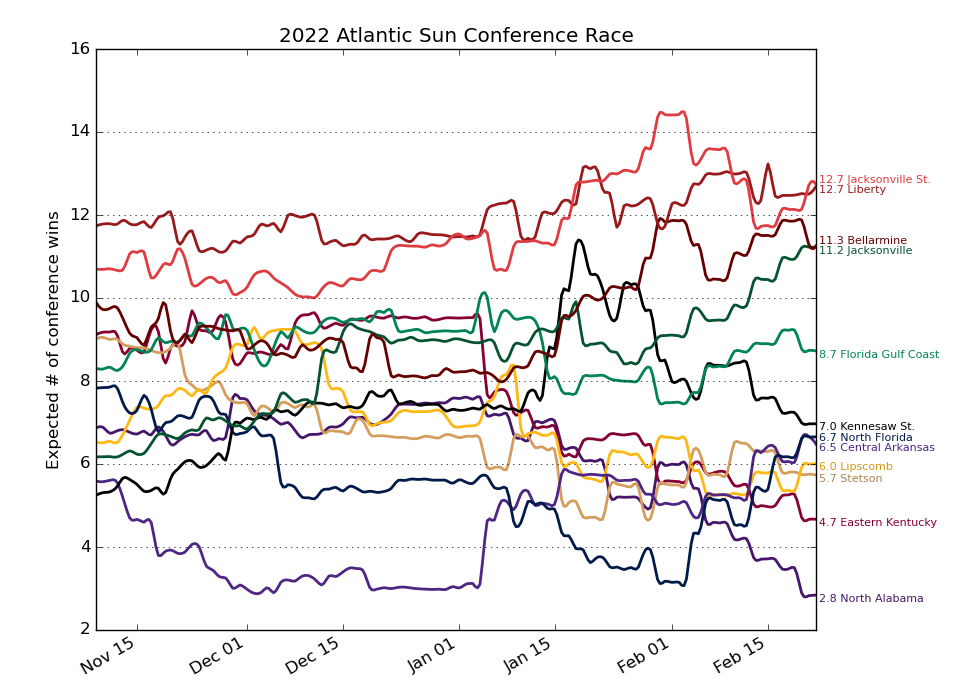 2022 Atlantic Sun Conference Race
Expected # of conference wins
16
14
12
10
8
6
4
2
12.7 Jacksonville St.
12.7 Liberty
11.3 Bellarmine
11.2 Jacksonville
8.7 Florida Gulf Coast
7.0 Kennesaw St.
6.7 North Florida
6.5 Central Arkansas
6.0 Lipscomb
5.7 Stetson
4.7 Eastern Kentucky
2.8 North Alabama
Nov 15
Dec 01
Dec 15
Jan 01
Jan 15
Feb 01
Feb 15